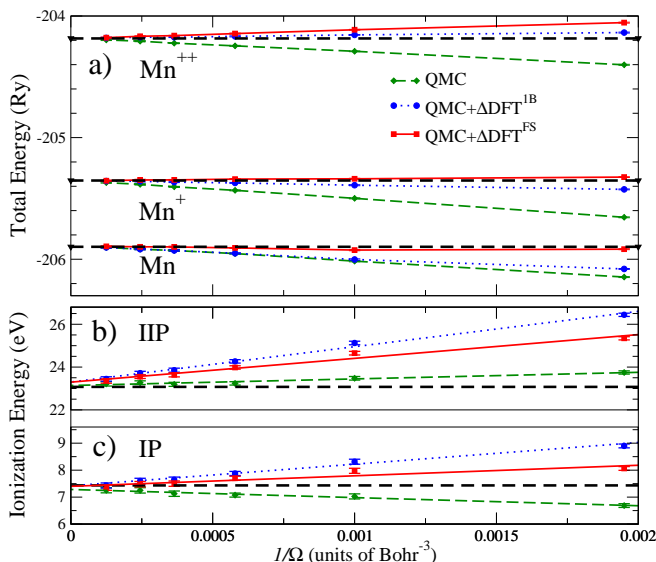 -204
a)
Mn++
QMC
QMC+ΔDFT1B
QMC+ΔDFTFS
-205
Total Energy (Ry)
Mn+
Mn
-206
b) IIP
26
24
22
Ionization Energy (eV)
c) IP
9
8
7
6
0 0.0005 0.001 0.0015 0.002
1/Ω (units of Bohr-3)